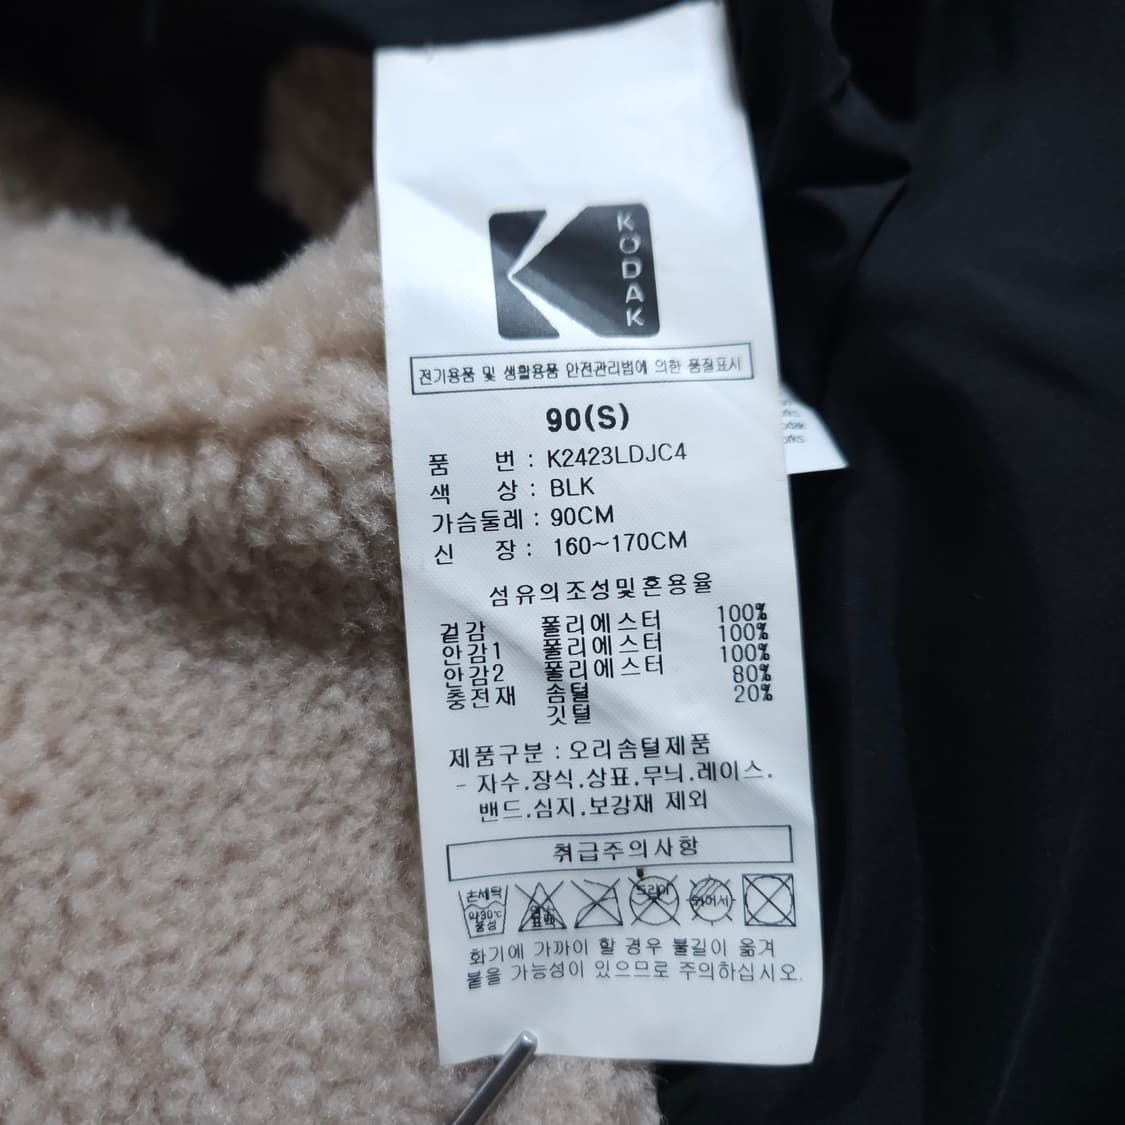 KODAK
전기용품 및 생활용품 안전관리법에 의한 품질표시
90(S)
품 번 : K2423LDJC4
색 상 : BLK
가슴둘레 : 90CM
신 장 : 160~170CM
섬유의조성및혼용율
겉감 폴리에스터 100%
안감1 폴리에스터 100%
안감2 폴리에스터 100%
충전재 솜털 80%
깃털 20%
제품구분 : 오리솜털제품
- 자수.장식.상표.무늬.레이스.
밴드.심지.보강재 제외
취급주의사항
손세탁
약30℃
중성
염소
표백
드라이
뉘어서
화기에 가까이 할 경우 불길이 옮겨
붙을 가능성이 있으므로 주의하십시오.